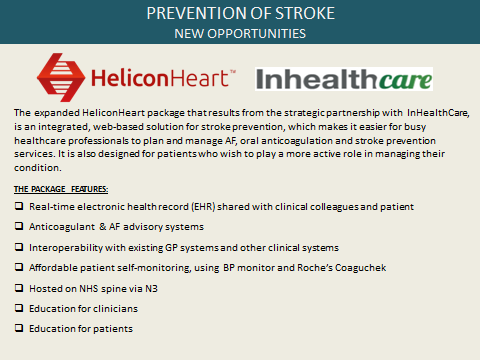 PREVENTION OF STROKE
NEW OPPORTUNITIES
HeliconHeart™ Inhealthcare
The expanded HeliconHeart package that results from the strategic partnership with InHealthCare,
is an integrated, web-based solution for stroke prevention, which makes it easier for busy
healthcare professionals to plan and manage AF, oral anticoagulation and stroke prevention
services. It is also designed for patients who wish to play a more active role in managing their
condition.
THE PACKAGE FEATURES:
❑ Real-time electronic health record (EHR) shared with clinical colleagues and patient
❑ Anticoagulant & AF advisory systems
❑ Interoperability with existing GP systems and other clinical systems
❑ Affordable patient self-monitoring, using BP monitor and Roche's Coaguchek
❑ Hosted on NHS spine via N3
❑ Education for clinicians
❑ Education for patients